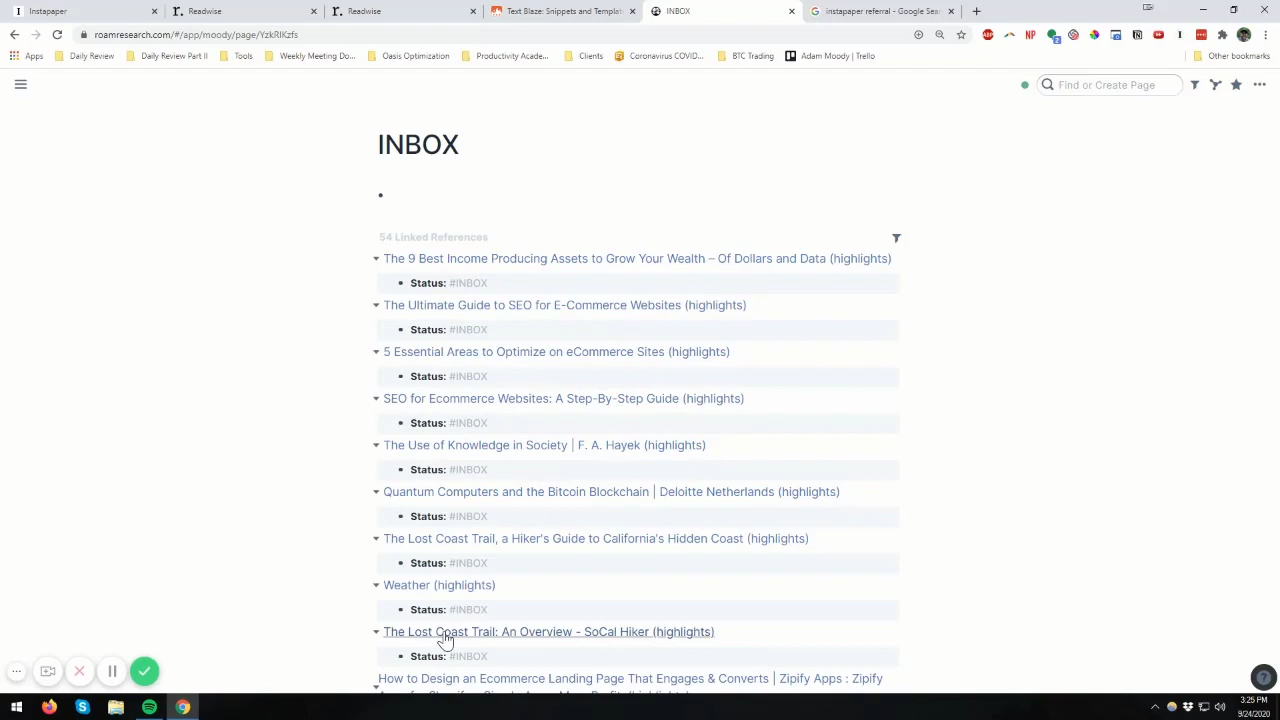 Instapaper
Readwise
Readwise
Text Blaze: Snippets and Templat
INBOX
instapaper referral - Google Sea
roamresearch.com/#/app/moody/page/YzkRlKzfs
Apps
Daily Review
Daily Review Part II
Tools
Weekly Meeting Do...
Oasis Optimization
Productivity Academ...
Clients
Coronavirus COVID...
BTC Trading
Adam Moody | Trello
Other bookmarks
Find or Create Page
INBOX
54 Linked References
The 9 Best Income Producing Assets to Grow Your Wealth – Of Dollars and Data (highlights)
Status: #INBOX
The Ultimate Guide to SEO for E-Commerce Websites (highlights)
Status: #INBOX
5 Essential Areas to Optimize on eCommerce Sites (highlights)
Status: #INBOX
SEO for Ecommerce Websites: A Step-By-Step Guide (highlights)
Status: #INBOX
The Use of Knowledge in Society | F. A. Hayek (highlights)
Status: #INBOX
Quantum Computers and the Bitcoin Blockchain | Deloitte Netherlands (highlights)
Status: #INBOX
The Lost Coast Trail, a Hiker's Guide to California's Hidden Coast (highlights)
Status: #INBOX
Weather (highlights)
Status: #INBOX
The Lost Coast Trail: An Overview - SoCal Hiker (highlights)
Status: #INBOX
How to Design an Ecommerce Landing Page That Engages & Converts | Zipify Apps : Zipify
3:25 PM
9/24/2020